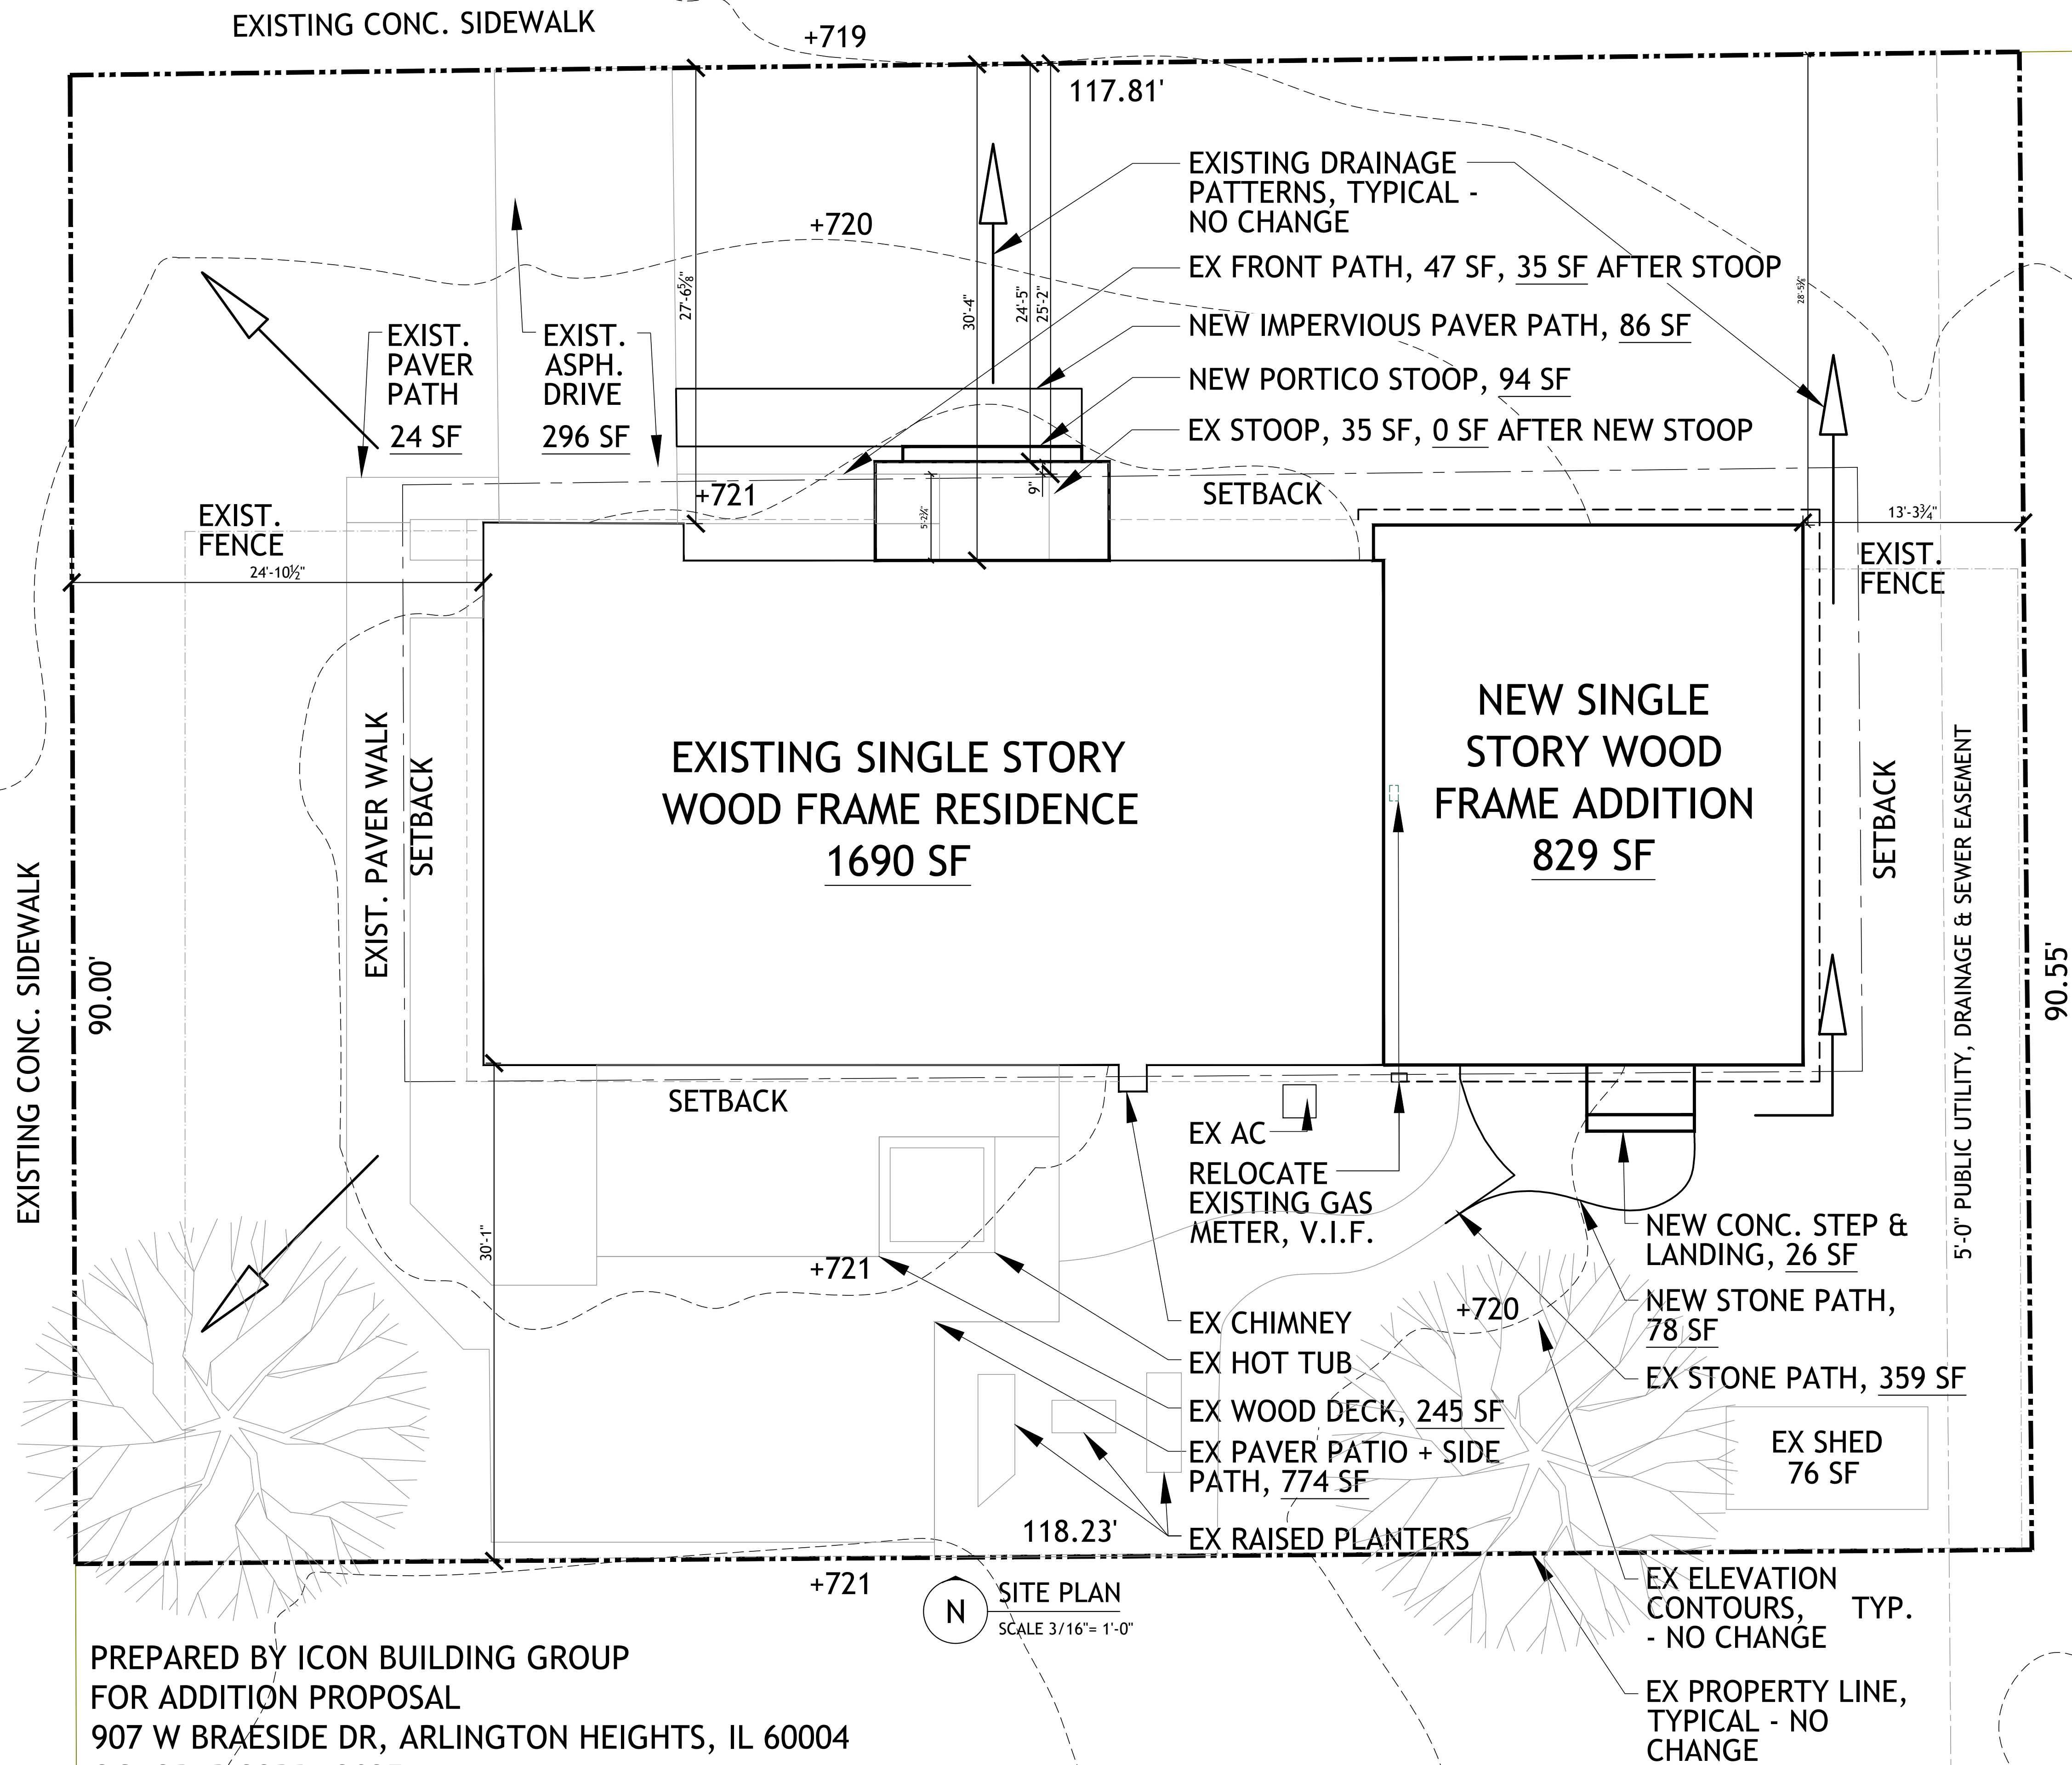 EXISTING CONC. SIDEWALK
+719
117.81'
EXISTING DRAINAGE
PATTERNS, TYPICAL -
NO CHANGE
+720
EX FRONT PATH, 47 SF, 35 SF AFTER STOOP
27'-6⅝"
30'-4"
24'-5"
25'-2"
28'-5½"
NEW IMPERVIOUS PAVER PATH, 86 SF
EXIST.
PAVER
PATH
24 SF
EXIST.
ASPH.
DRIVE
296 SF
NEW PORTICO STOOP, 94 SF
EX STOOP, 35 SF, 0 SF AFTER NEW STOOP
+721
9"
5'-2¼"
SETBACK
EXIST.
FENCE
24'-10½"
13'-3¾"
EXIST.
FENCE
EXISTING SINGLE STORY
WOOD FRAME RESIDENCE
1690 SF
NEW SINGLE
STORY WOOD
FRAME ADDITION
829 SF
EXIST. PAVER WALK
SETBACK
SETBACK
5'-0" PUBLIC UTILITY, DRAINAGE & SEWER EASEMENT
EXISTING CONC. SIDEWALK
90.00'
90.55'
SETBACK
EX AC
RELOCATE
EXISTING GAS
METER, V.I.F.
30'-1"
+721
NEW CONC. STEP &
LANDING, 26 SF
NEW STONE PATH,
78 SF
+720
EX CHIMNEY
EX HOT TUB
EX STONE PATH, 359 SF
EX WOOD DECK, 245 SF
EX PAVER PATIO + SIDE
PATH, 774 SF
EX SHED
76 SF
118.23'
EX RAISED PLANTERS
+721
N
SITE PLAN
SCALE 3/16"= 1'-0"
EX ELEVATION
CONTOURS, TYP.
- NO CHANGE
EX PROPERTY LINE,
TYPICAL - NO
CHANGE
PREPARED BY ICON BUILDING GROUP
FOR ADDITION PROPOSAL
907 W BRAESIDE DR, ARLINGTON HEIGHTS, IL 60004